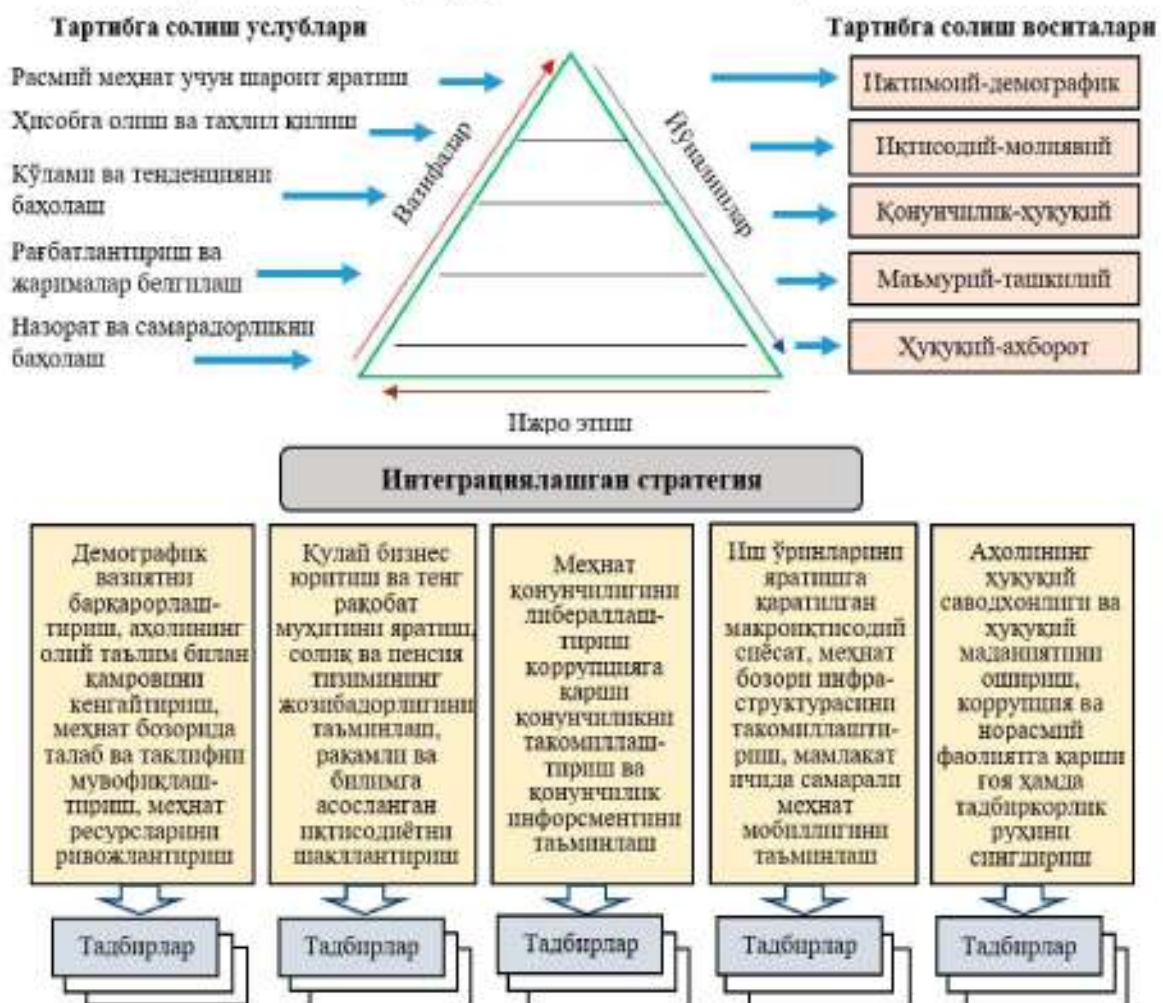 Тартибга солиш услублари
Тартибга солиш воситалари
Расмий меҳнат учун шароит яратиш
Ҳисобга олиш ва таҳлил қилиш
Кўлами ва тенденцияни
баҳолаш
Рағбатлантириш ва
жарималар белгилаш
Назорат ва самарадорликни
баҳолаш
Вазифалар
Йўналишлар
Ижтимоий-демографик
Иқтисодий-молиявий
Қонунчилик-ҳуқуқий
Маъмурий-ташкилий
Ҳуқуқий-ахборот
Ижро этиш
Интеграциялашган стратегия
Демографик
вазиятни
барқарорлаш-
тириш, аҳолининг
олий таълим билан
қамровини
кенгайтириш,
меҳнат бозорида
талаб ва таклифни
мувофиқлаш-
тириш, меҳнат
ресурсларини
ривожлантириш
Қулай бизнес
юритиш ва тенг
рақобат
муҳитини яратиш,
солиқ ва пенсия
тизимининг
жозибадорлигини
таъминлаш,
рақамли ва
билимга
асосланган
иқтисодиётни
шакллантириш
Меҳнат
қонунчилигини
либераллаш-
тириш
коррупцияга
қарши
қонунчиликни
такомиллаш-
тириш ва
қонунчилик
инфорсментини
таъминлаш
Иш ўринларини
яратишга
қаратилган
макроиқтисодий
сиёсат, меҳнат
бозори инфра-
структурасини
такомиллашти-
риш, мамлакат
ичида самарали
меҳнат
мобиллигини
таъминлаш
Аҳолининг
ҳуқуқий
саводхонлиги ва
ҳуқуқий
маданиятини
ошириш,
коррупция ва
норасмий
фаолиятга қарши
ғоя ҳамда
тадбиркорлик
руҳини
сингдириш
Тадбирлар
Тадбирлар
Тадбирлар
Тадбирлар
Тадбирлар